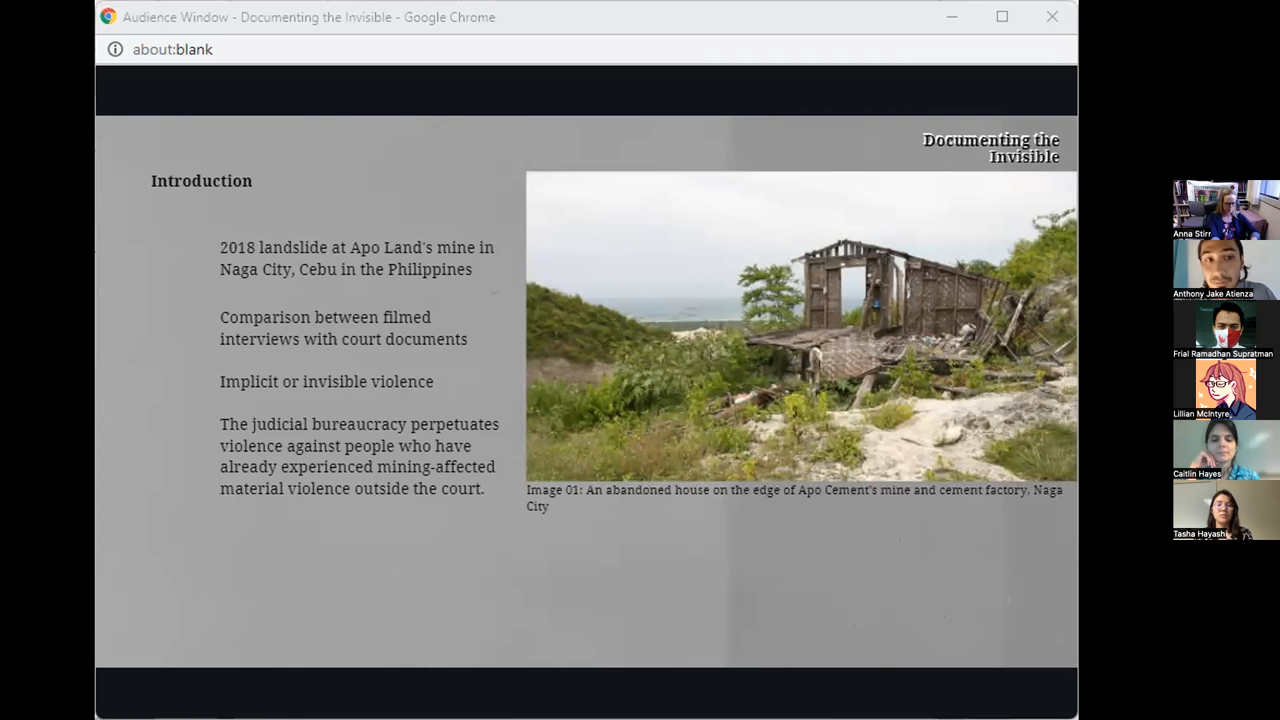 Audience Window - Documenting the Invisible - Google Chrome
about:blank
Documenting the
Invisible
Introduction
2018 landslide at Apo Land's mine in
Naga City, Cebu in the Philippines
Comparison between filmed
interviews with court documents
Implicit or invisible violence
The judicial bureaucracy perpetuates
violence against people who have
already experienced mining-affected
material violence outside the court.
Image 01: An abandoned house on the edge of Apo Cement's mine and cement factory, Naga
City
Anna Stirr
Anthony Jake Atienza
Frial Ramadhan Supratman
Lillian McIntyre
Caitlin Hayes
Tasha Hayashi